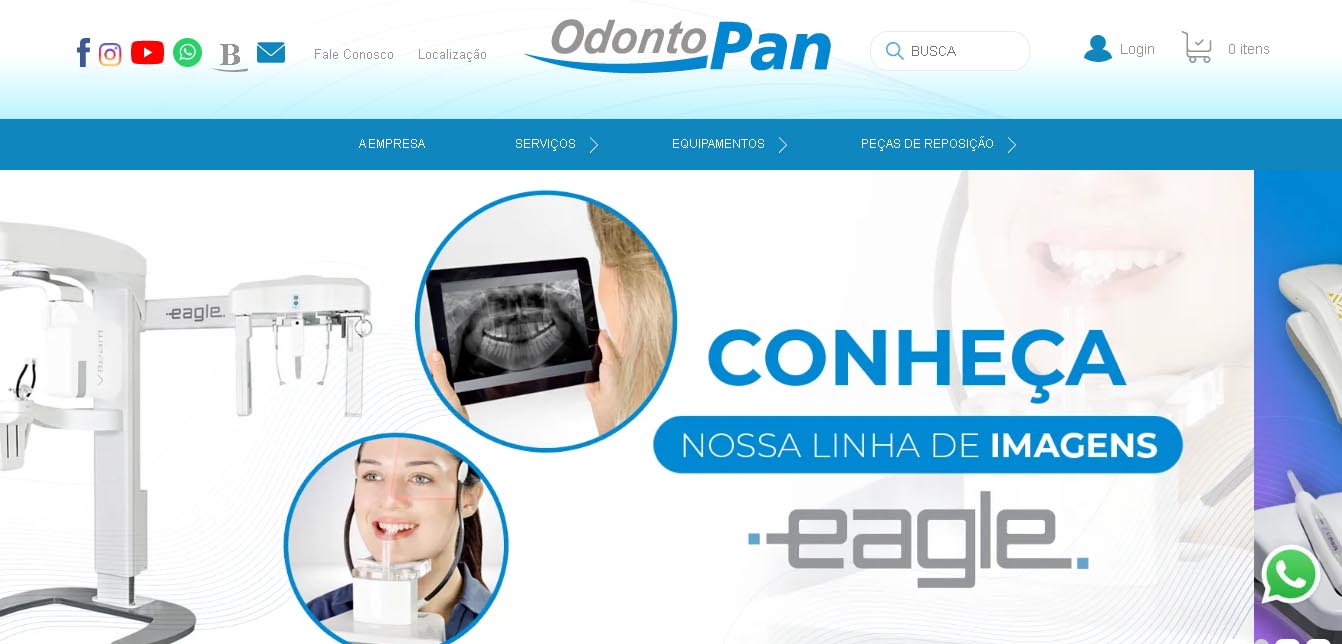 B
Fale Conosco
Localização
OdontoPan
BUSCA
Login
0 itens
A EMPRESA
SERVIÇOS
EQUIPAMENTOS
PEÇAS DE REPOSIÇÃO
eagle
CONHEÇA
NOSSA LINHA DE IMAGENS
eagle.